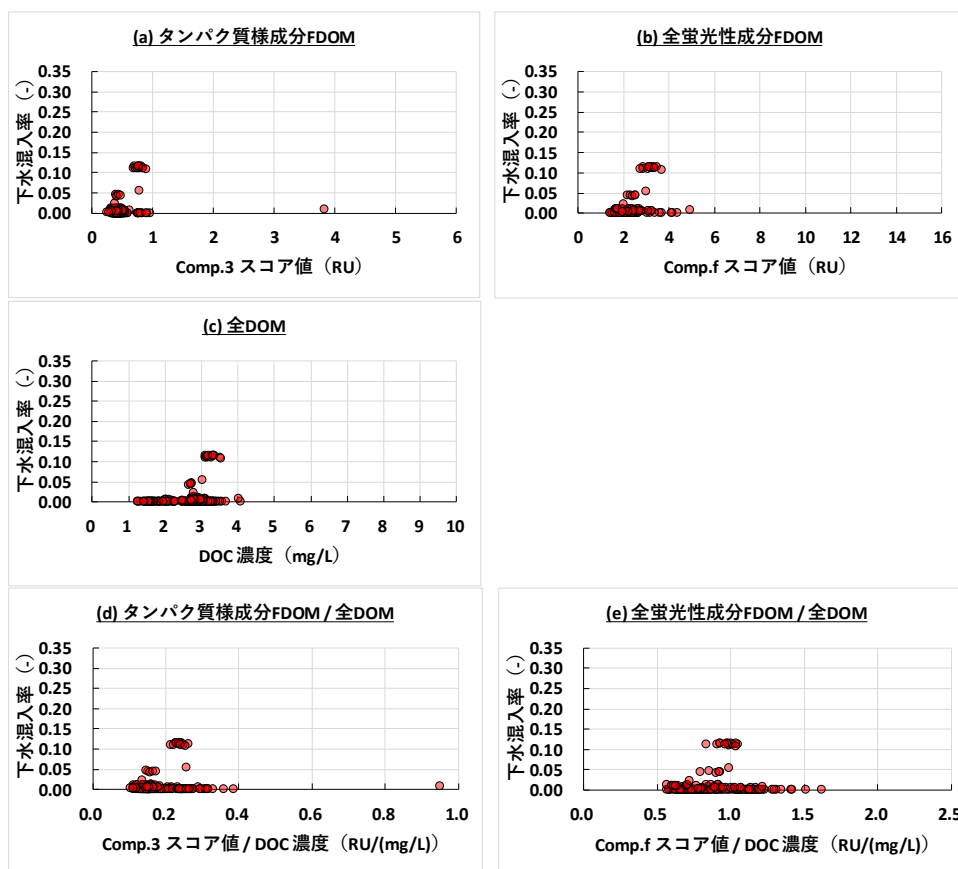 (a) タンパク質様成分FDOM
下水混入率（-）
0.35
0.30
0.25
0.20
0.15
0.10
0.05
0.00
0 1 2 3 4 5 6
Comp.3 スコア値（RU）
(b) 全蛍光性成分FDOM
下水混入率（-）
0.35
0.30
0.25
0.20
0.15
0.10
0.05
0.00
0 2 4 6 8 10 12 14 16
Comp.f スコア値（RU）
(c) 全DOM
下水混入率（-）
0.35
0.30
0.25
0.20
0.15
0.10
0.05
0.00
0 1 2 3 4 5 6 7 8 9 10
DOC 濃度（mg/L）
(d) タンパク質様成分FDOM / 全DOM
下水混入率（-）
0.35
0.30
0.25
0.20
0.15
0.10
0.05
0.00
0.0 0.2 0.4 0.6 0.8 1.0
Comp.3 スコア値 / DOC 濃度（RU/(mg/L)）
(e) 全蛍光性成分FDOM / 全DOM
下水混入率（-）
0.35
0.30
0.25
0.20
0.15
0.10
0.05
0.00
0.0 0.5 1.0 1.5 2.0 2.5
Comp.f スコア値 / DOC 濃度（RU/(mg/L)）